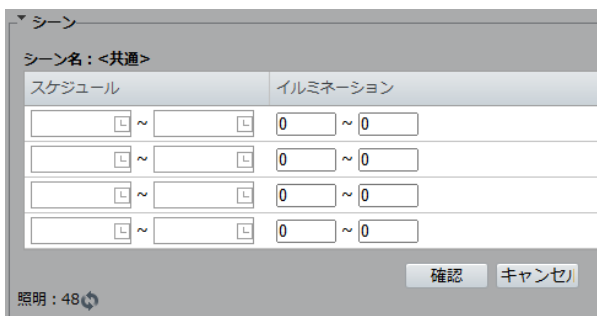 シーン
シーン名：<共通>
スケジュール イルミネーション
~ 0 ~ 0
~ 0 ~ 0
~ 0 ~ 0
~ 0 ~ 0
確認 キャンセル
照明：48